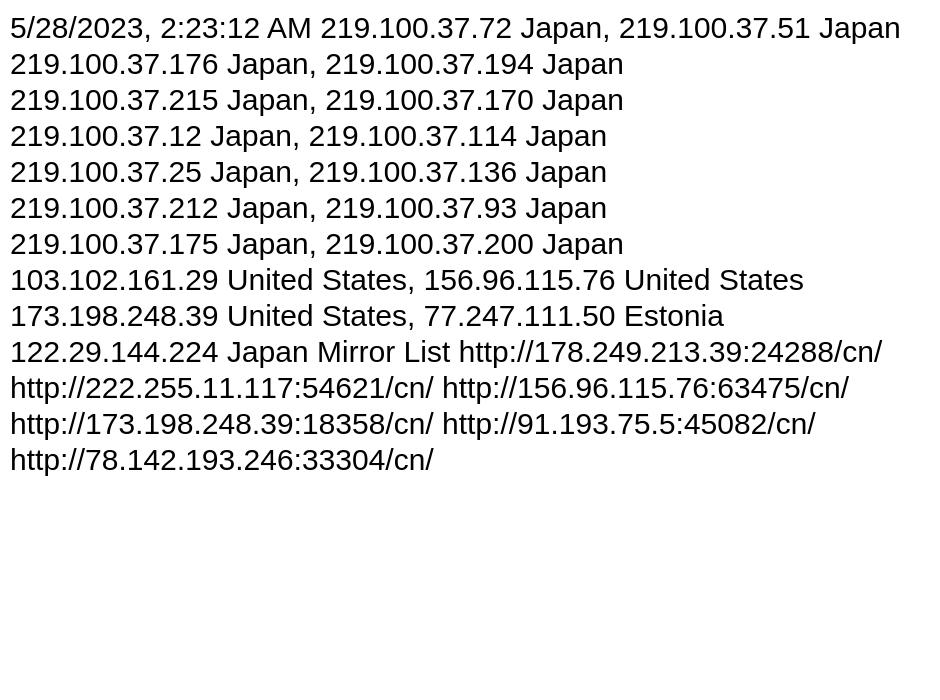 5/28/2023, 2:23:12 AM 219.100.37.72 Japan, 219.100.37.51 Japan
219.100.37.176 Japan, 219.100.37.194 Japan
219.100.37.215 Japan, 219.100.37.170 Japan
219.100.37.12 Japan, 219.100.37.114 Japan
219.100.37.25 Japan, 219.100.37.136 Japan
219.100.37.212 Japan, 219.100.37.93 Japan
219.100.37.175 Japan, 219.100.37.200 Japan
103.102.161.29 United States, 156.96.115.76 United States
173.198.248.39 United States, 77.247.111.50 Estonia
122.29.144.224 Japan Mirror List http://178.249.213.39:24288/cn/
http://222.255.11.117:54621/cn/ http://156.96.115.76:63475/cn/
http://173.198.248.39:18358/cn/ http://91.193.75.5:45082/cn/
http://78.142.193.246:33304/cn/